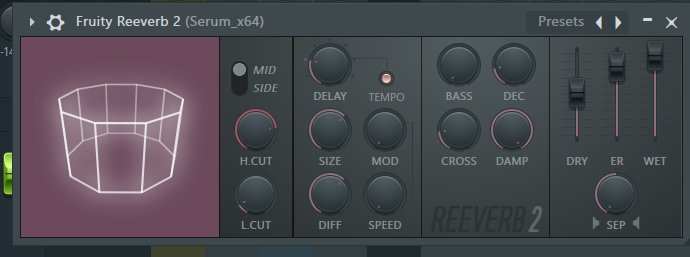 Fruity Reeverb 2 (Serum_x64)
Presets
-14
MID
SIDE
DELAY
TEMPO
BASS
DEC
H.CUT
SIZE
MOD
CROSS
DAMP
DRY
ER
WET
L.CUT
DIFF
SPEED
REEVERB 2
SEP